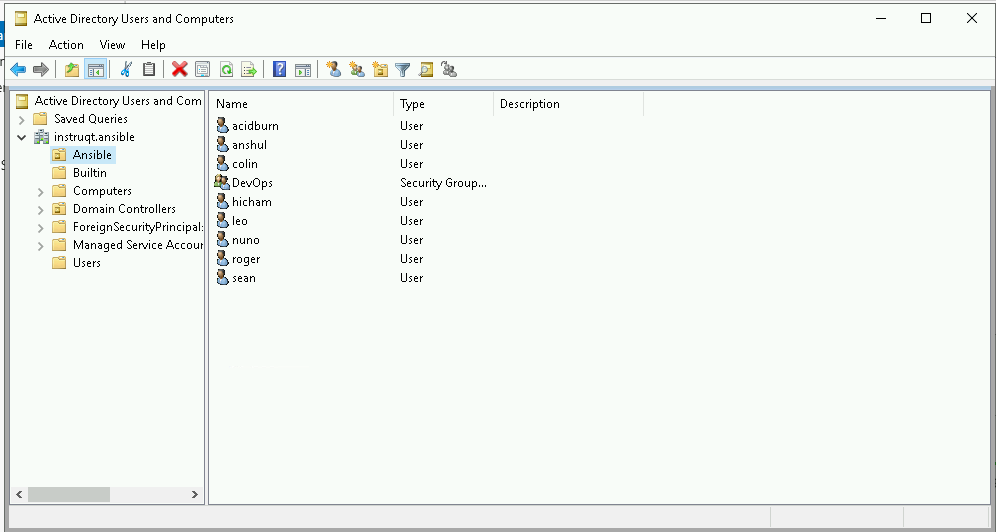 Active Directory Users and Computers
File Action View Help
Active Directory Users and Com
Saved Queries
instruqt.ansible
Ansible
Builtin
Computers
Domain Controllers
ForeignSecurityPrincipal:
Managed Service Accour
Users
Name Type Description
acidburn User
anshul User
colin User
DevOps Security Group...
hicham User
leo User
nuno User
roger User
sean User